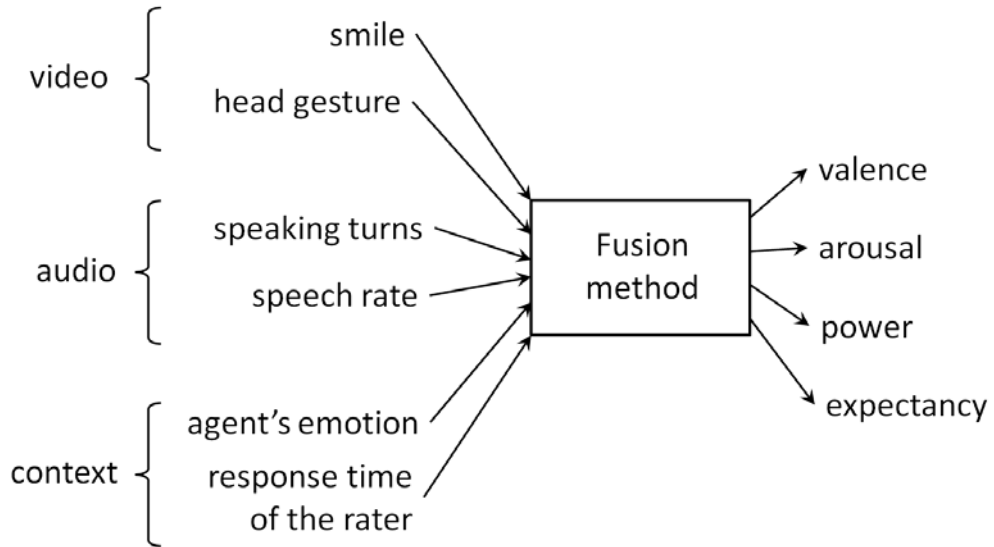 video
smile
head gesture
audio
speaking turns
speech rate
context
agent’s emotion
response time
of the rater
Fusion
method
valence
arousal
power
expectancy